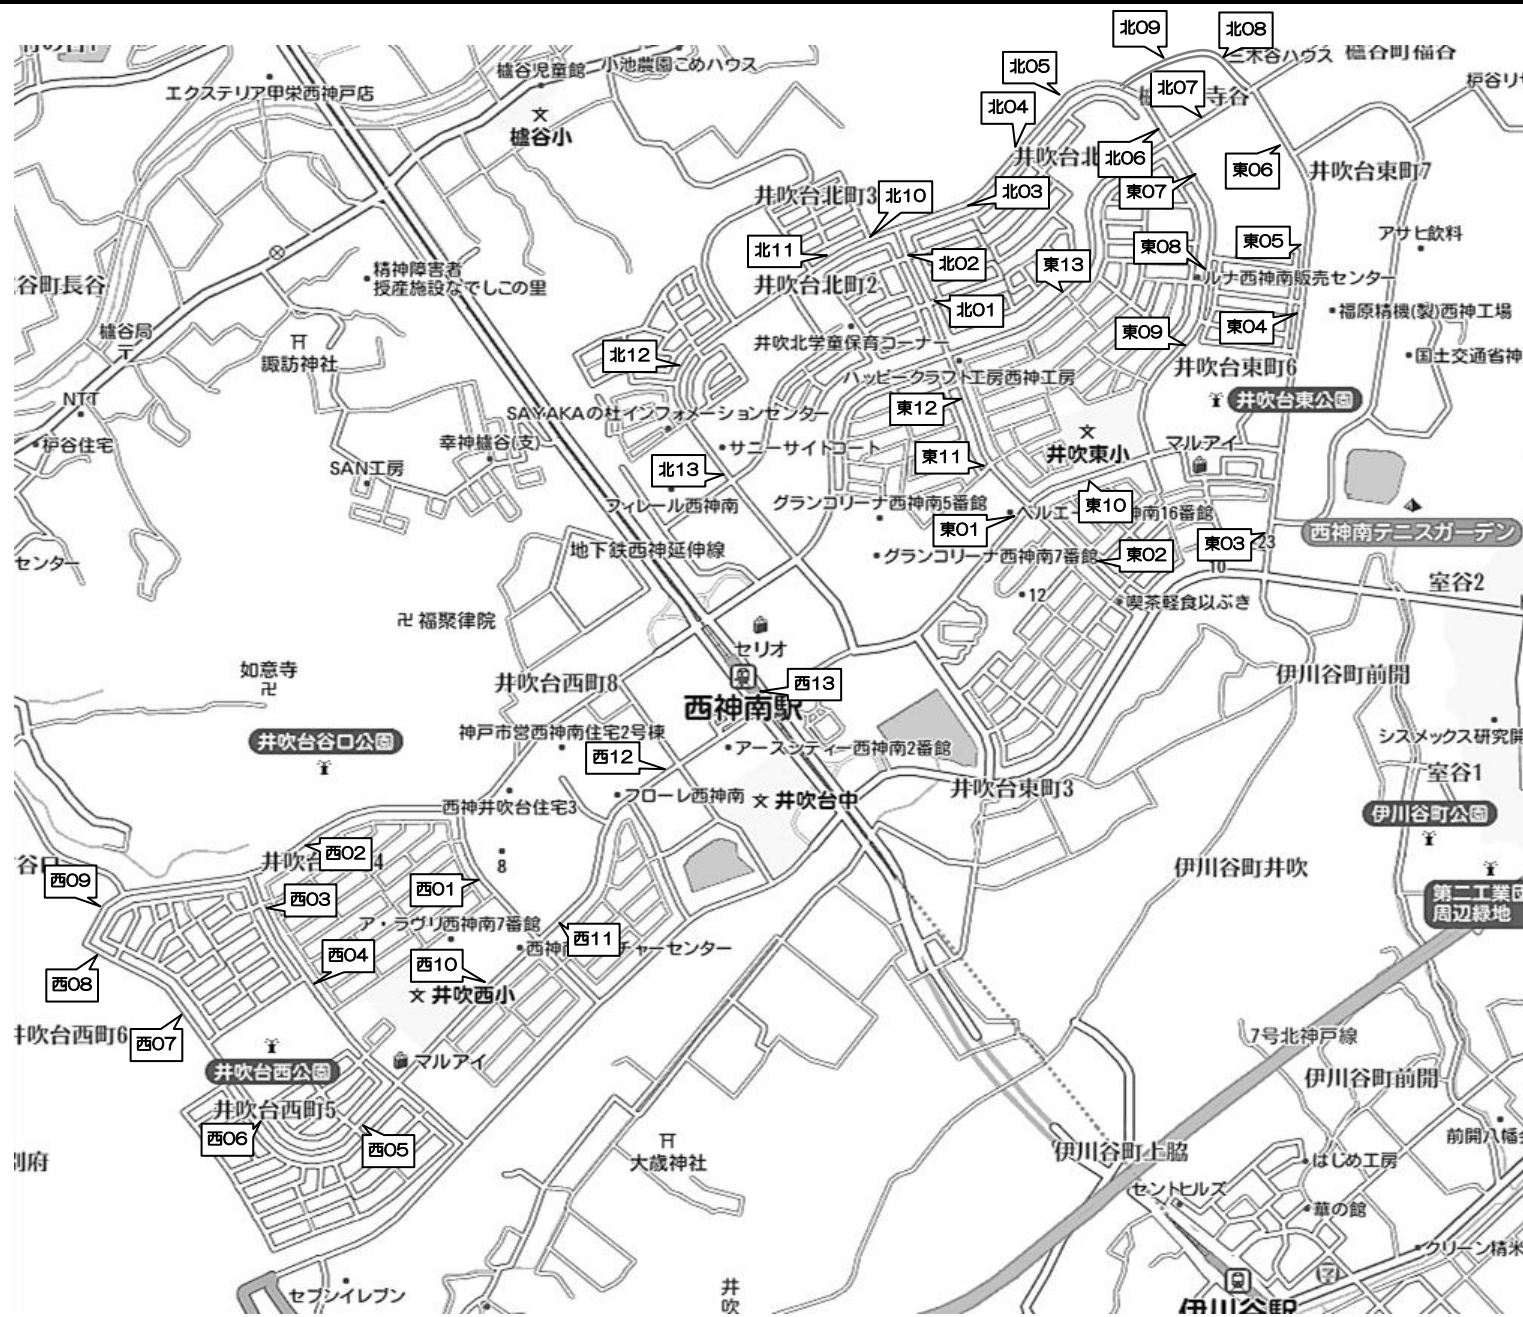 北09
北08
三木谷ハウス
櫨谷町福谷
櫨谷児童館
小池農園こめハウス
北05
エクステリア甲栄西神戸店
北07
寺谷
北04
櫨谷小
井吹台北
北06
東06
井吹台東町7
井吹台北町3
北10
北03
東07
アサヒ飲料
北11
北02
東13
東08
東05
精神障害者
授産施設なでしこの里
谷町長谷
井吹台北町2
ルナ西神南販売センター
北01
櫨谷局
諏訪神社
井吹北学童保育コーナー
東09
東04
福原精機(製)西神工場
国土交通省神
北12
ハッピークラフト工房西神工房
井吹台東町6
NTT
SAYAKAの杜インフォメーションセンター
東12
井吹台東公園
栌谷住宅
幸神櫨谷(支)
サニーサイドコート
井吹東小
マルアイ
SAN工房
北13
東11
フィレール西神南
グランコリーナ西神南5番館
東01
ベルエ
東10
神南16番館
西神南テニスガーデン
センター
地下鉄西神延伸線
グランコリーナ西神南7番館
東02
東03
23
10
室谷2
12
喫茶軽食以ぶき
福聚律院
セリオ
如意寺
井吹台西町8
西13
伊川谷町前開
西神南駅
井吹台谷口公園
神戸市営西神南住宅2号棟
西12
アーバンティー西神南2番館
シスメックス研究開
室谷1
西神井吹台住宅3
フローレ西神南
井吹台中
井吹台東町3
伊川谷町公園
井吹
西02
4
8
伊川谷町井吹
谷口
西09
西03
西01
第二工業団
周辺緑地
ア・ラヴリ西神南7番館
西11
西神
チャーセンター
西08
西04
西10
井吹西小
井吹台西町6
西07
7号北神戸線
井吹台西公園
マルアイ
伊川谷町前開
井吹台西町5
西06
西05
前開八幡
別府
大歳神社
伊川谷町上脇
はじめ工房
セントヒルズ
華の館
クリーン精米
セブンイレブン
井吹
伊川谷駅